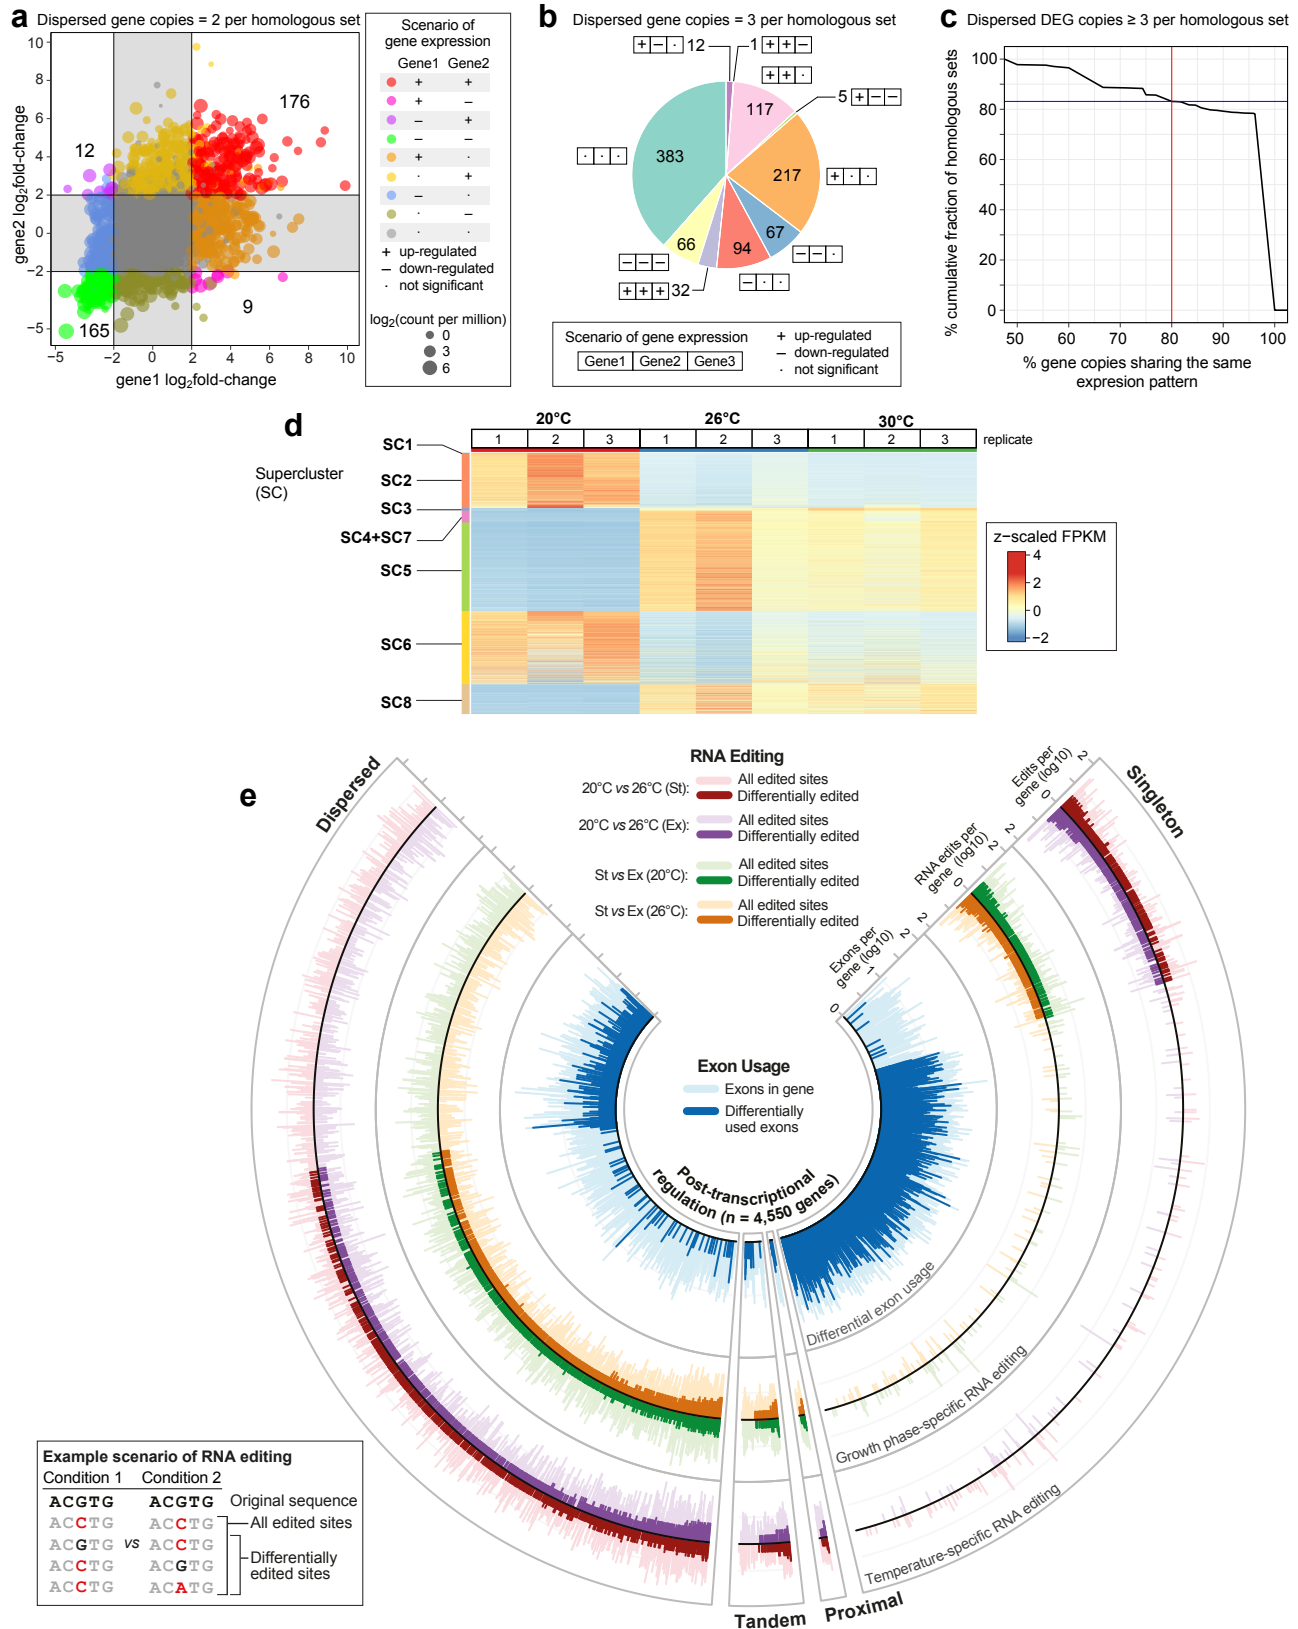 a Dispersed gene copies = 2 per homologous set
10
8
6
4
2
0
−2
−5
gene2 log2fold-change
−5 −2 0 2 4 6 8 10
gene1 log2fold-change
176
12
9
165
Scenario of
gene expression
Gene1 Gene2
+ +
+ −
− +
− −
+ ·
· +
− ·
· −
· ·
+ up-regulated
− down-regulated
· not significant
log2(count per million)
0
3
6
b Dispersed gene copies = 3 per homologous set
+ − · 12
1 + + −
+ + ·
117
5 + − −
217
+ · ·
67
− − ·
94
− · ·
+ + + 32
66
− − −
383
· · ·
Scenario of gene expression
Gene1 Gene2 Gene3
+ up-regulated
− down-regulated
· not significant
c Dispersed DEG copies ≥ 3 per homologous set
100
80
60
40
20
0
% cumulative fraction of homologous sets
50 60 70 80 90 100
% gene copies sharing the same
expresion pattern
d
20°C 26°C 30°C
1 2 3 1 2 3 1 2 3 replicate
Supercluster
(SC)
SC1
SC2
SC3
SC4+SC7
SC5
SC6
SC8
z−scaled FPKM
4
2
0
−2
e
RNA Editing
20°C vs 26°C (St): All edited sites
Differentially edited
20°C vs 26°C (Ex): All edited sites
Differentially edited
St vs Ex (20°C): All edited sites
Differentially edited
St vs Ex (26°C): All edited sites
Differentially edited
Dispersed
Singleton
Tandem
Proximal
Edits per
gene (log10)
2
0
2
RNA edits per
gene (log10)
2
0
2
Exons per
gene (log10)
2
1
0
Exon Usage
Exons in gene
Differentially
used exons
Post-transcriptional
regulation (n = 4,550 genes)
Differential exon usage
Growth phase-specific RNA editing
Temperature-specific RNA editing
Example scenario of RNA editing
Condition 1 Condition 2
ACGTG ACGTG Original sequence
ACCTG ACCTG All edited sites
ACGTG vs ACCTG
ACCTG ACGTG Differentially
ACCTG ACATG edited sites